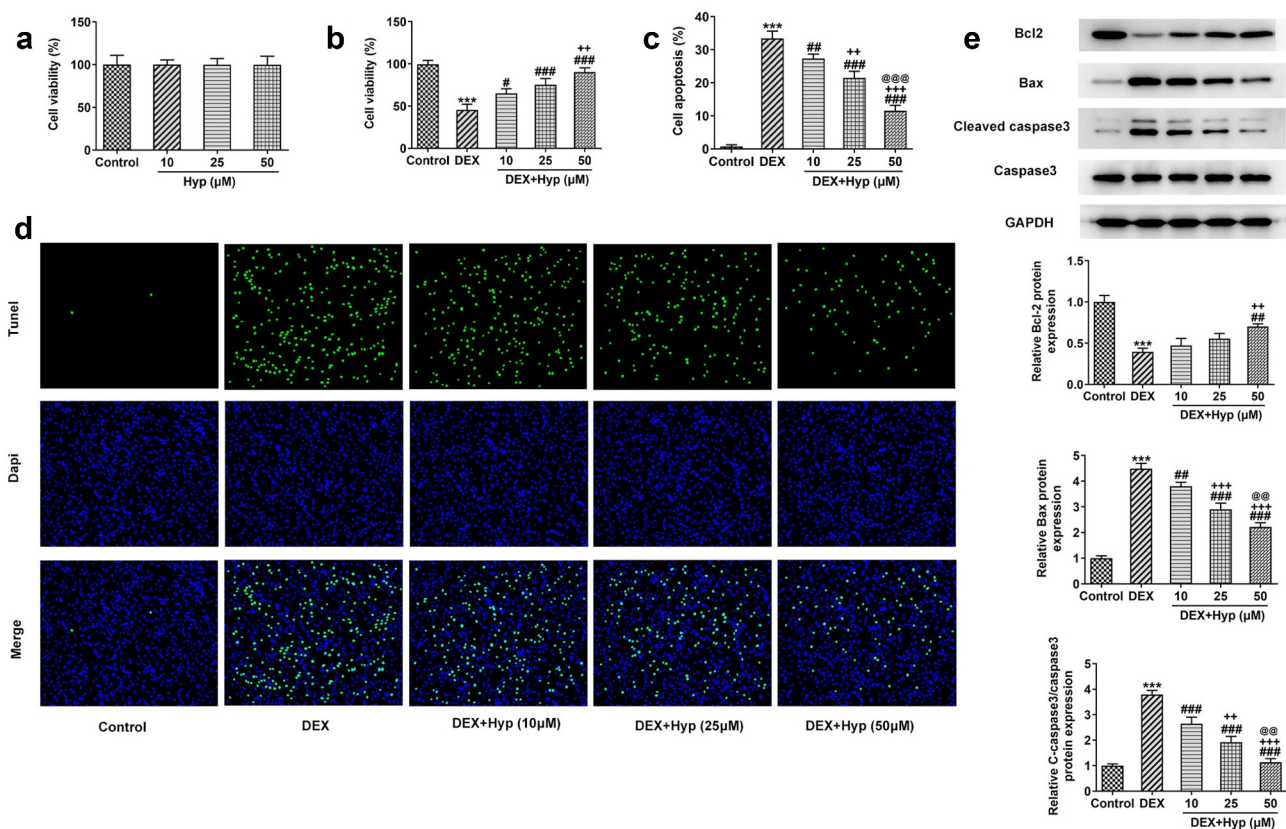 a
150
100
50
0
Cell viability (%)
Control
10
25
50
Hyp (µM)
b
150
100
50
0
Cell viability (%)
***
#
###
++
###
Control
DEX
10
25
50
DEX+Hyp (µM)
c
40
30
20
10
0
Cell apoptosis (%)
***
##
++
###
@@@
+++
###
Control
DEX
10
25
50
DEX+Hyp (µM)
e
Bcl2
Bax
Cleaved caspase3
Caspase3
GAPDH
d
Tunel
Dapi
Merge
Control
DEX
DEX+Hyp (10µM)
DEX+Hyp (25µM)
DEX+Hyp (50µM)
Relative Bcl-2 protein
expression
1.5
1.0
0.5
0.0
***
++
##
Control
DEX
10
25
50
DEX+Hyp (µM)
Relative Bax protein
expression
5
4
3
2
1
0
***
##
+++
###
@@
+++
###
Control
DEX
10
25
50
DEX+Hyp (µM)
Relative C-caspase3/caspase3
protein expression
5
4
3
2
1
0
***
###
++
###
@@
+++
###
Control
DEX
10
25
50
DEX+Hyp (µM)